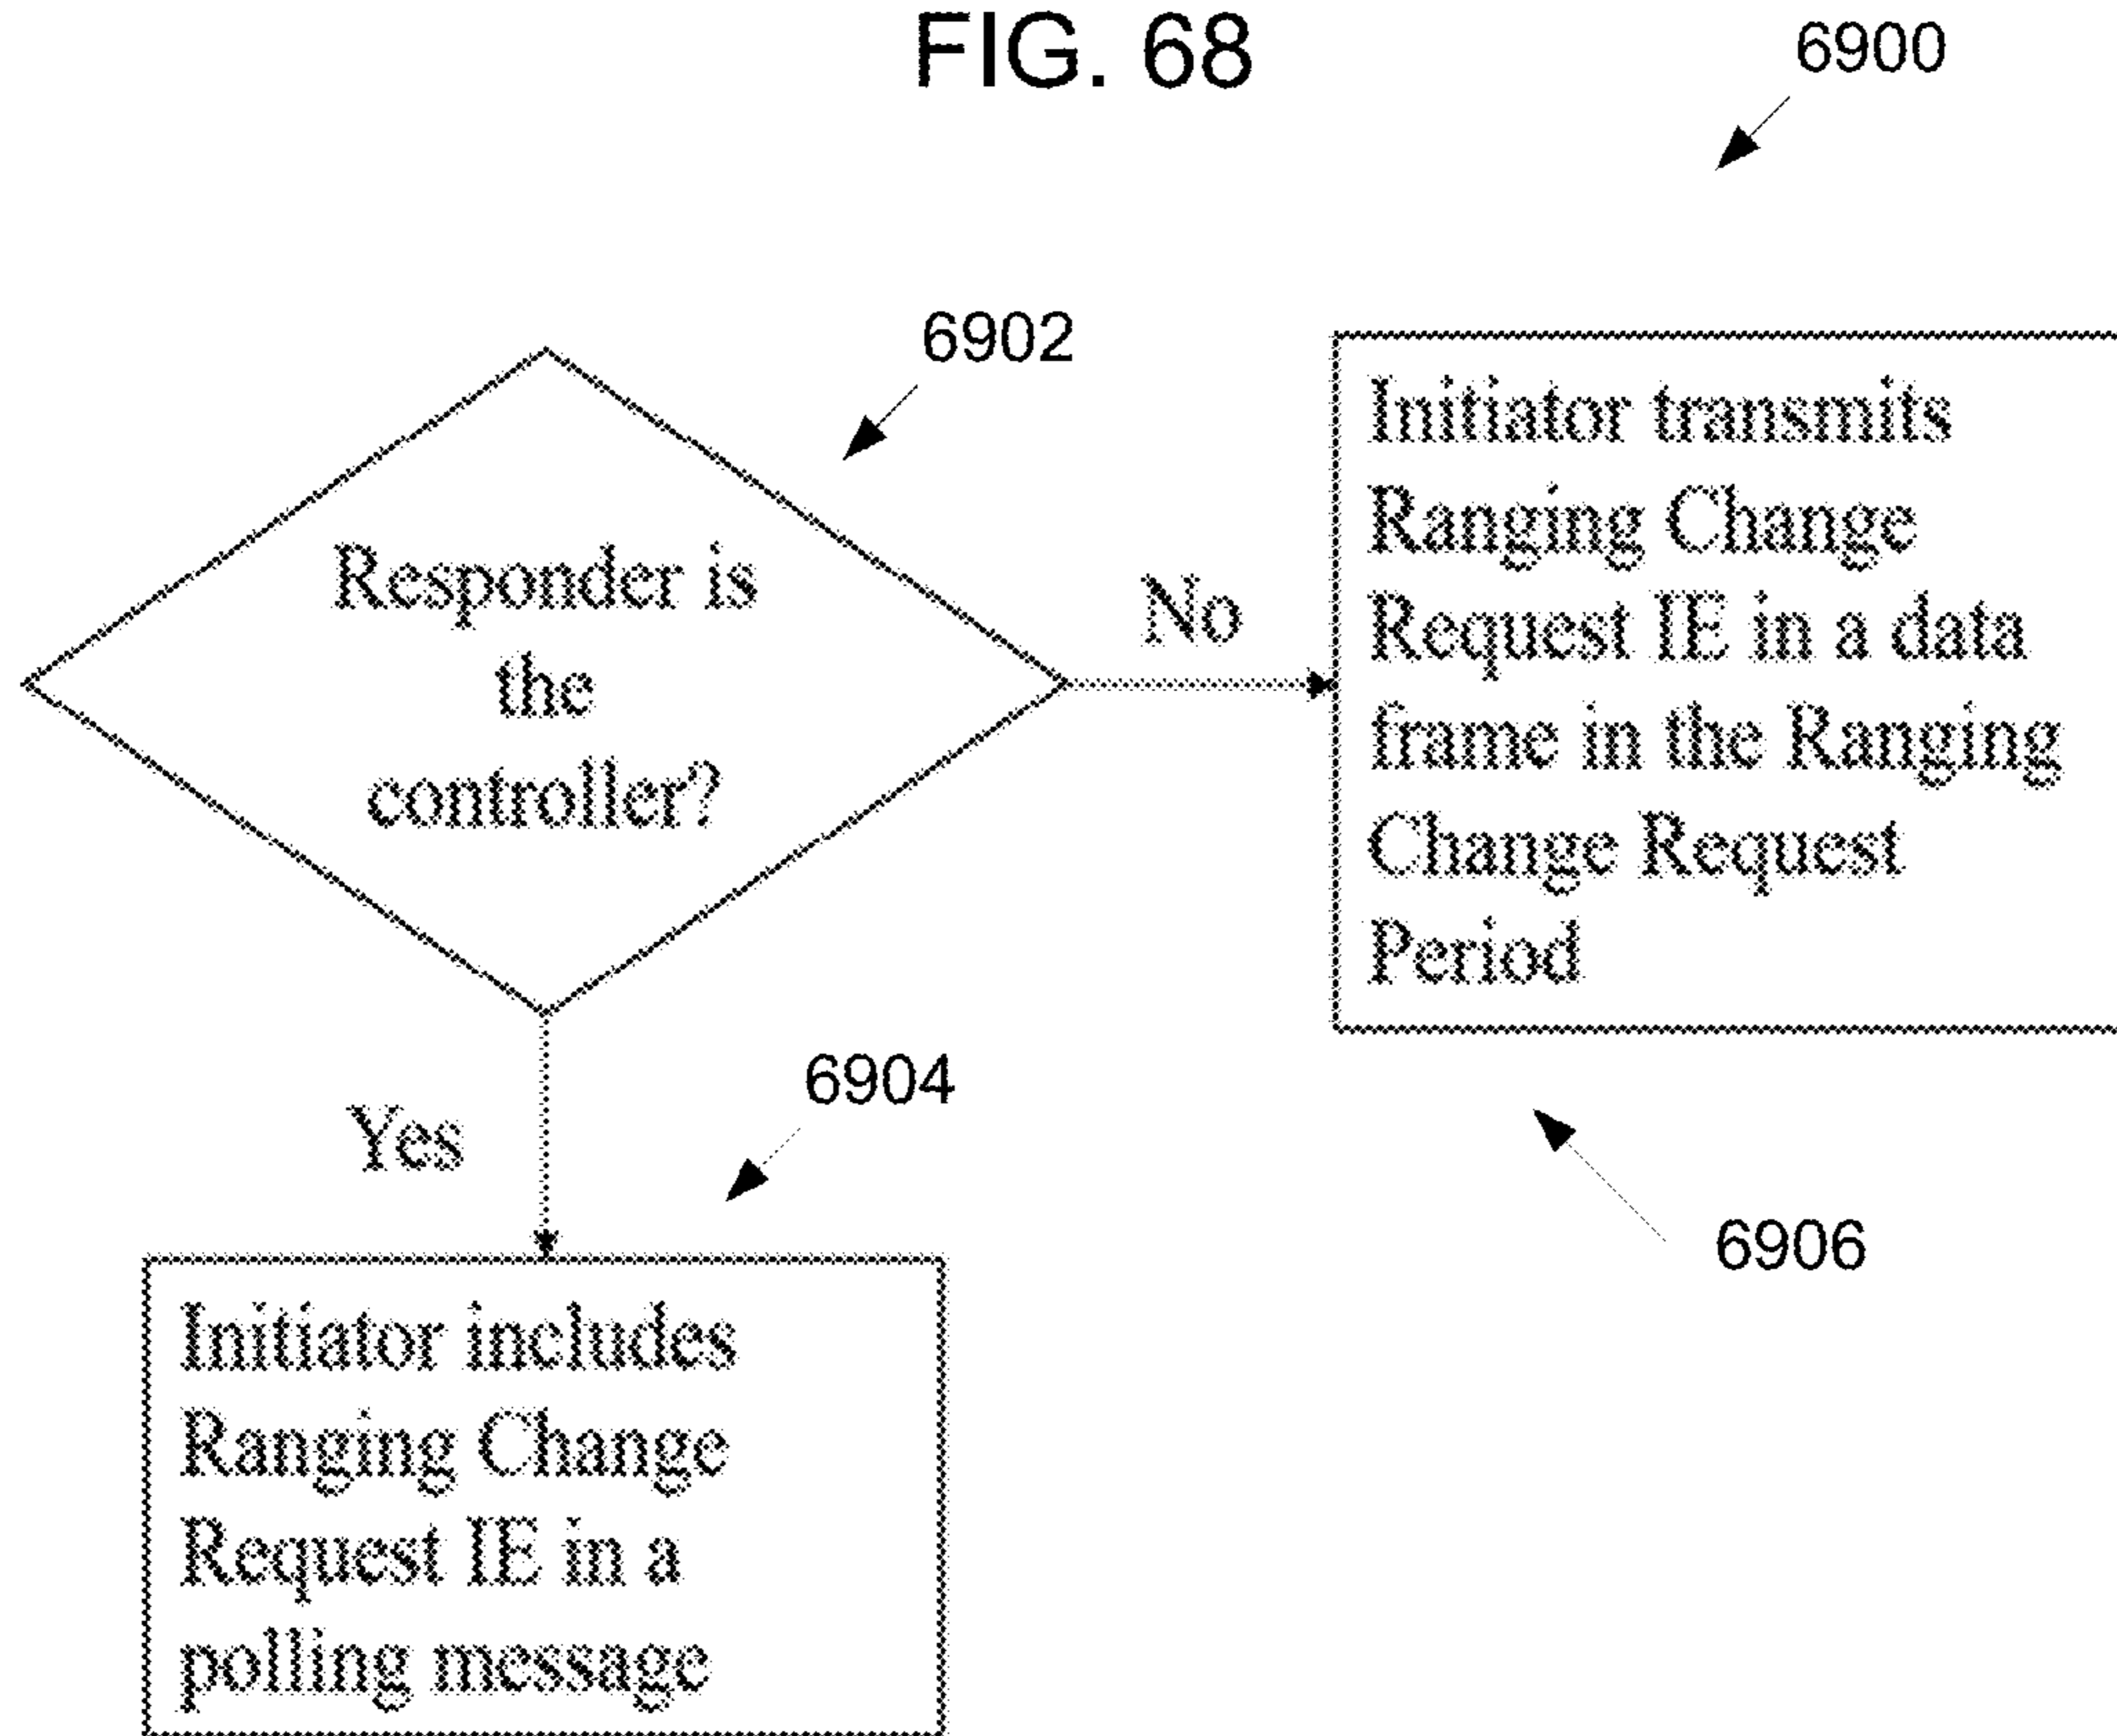 FIG. 68
6900
6902
Responder is
the
controller?
No
Initiator transmits
Ranging Change
Request IE in a data
frame in the Ranging
Change Request
Period
6904
Yes
6906
Initiator includes
Ranging Change
Request IE in a
polling message